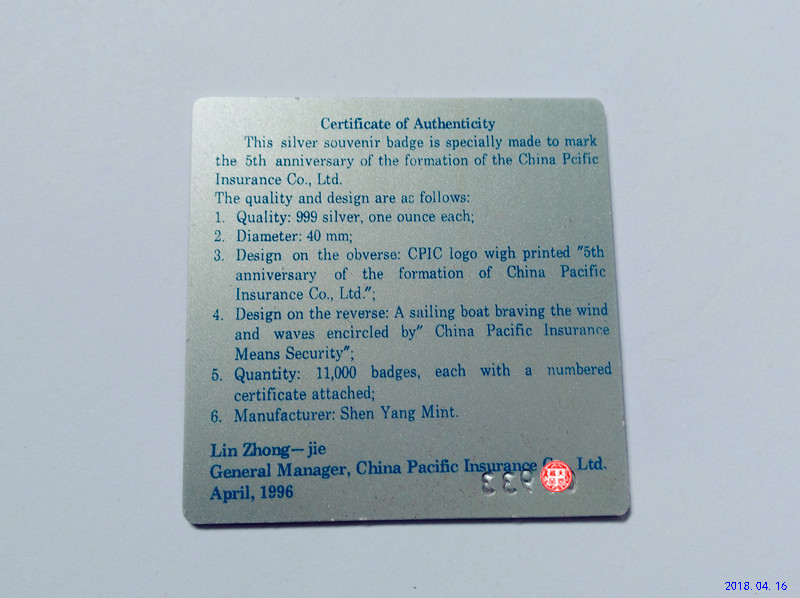 Certificate of Authenticity
This silver souvenir badge is specially made to mark
the 5th anniversary of the formation of the China Pcific
Insurance Co., Ltd.
The quality and design are as follows:
1. Quality: 999 silver, one ounce each;
2. Diameter: 40 mm;
3. Design on the obverse: CPIC logo wigh printed "5th
anniversary of the formation of China Pacific
Insurance Co., Ltd.";
4. Design on the reverse: A sailing boat braving the wind
and waves encircled by" China Pacific Insurance
Means Security";
5. Quantity: 11,000 badges, each with a numbered
certificate attached;
6. Manufacturer: Shen Yang Mint.
Lin Zhong—jie
General Manager, China Pacific Insurance Ltd.
April, 1996
2018.04.16